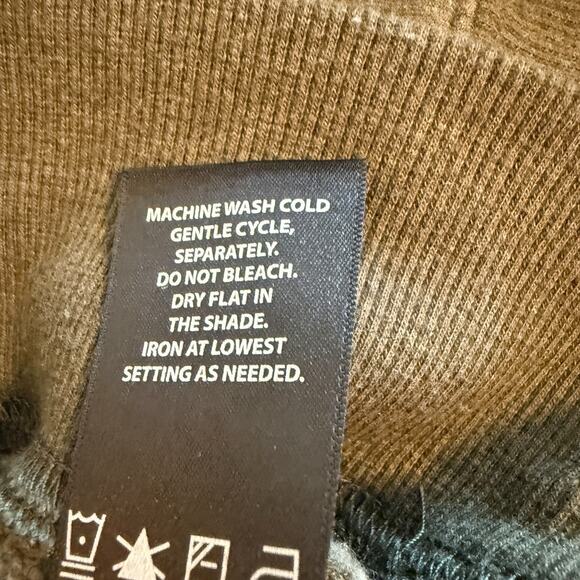 MACHINE WASH COLD
GENTLE CYCLE,
SEPARATELY.
DO NOT BLEACH.
DRY FLAT IN
THE SHADE.
IRON AT LOWEST
SETTING AS NEEDED.